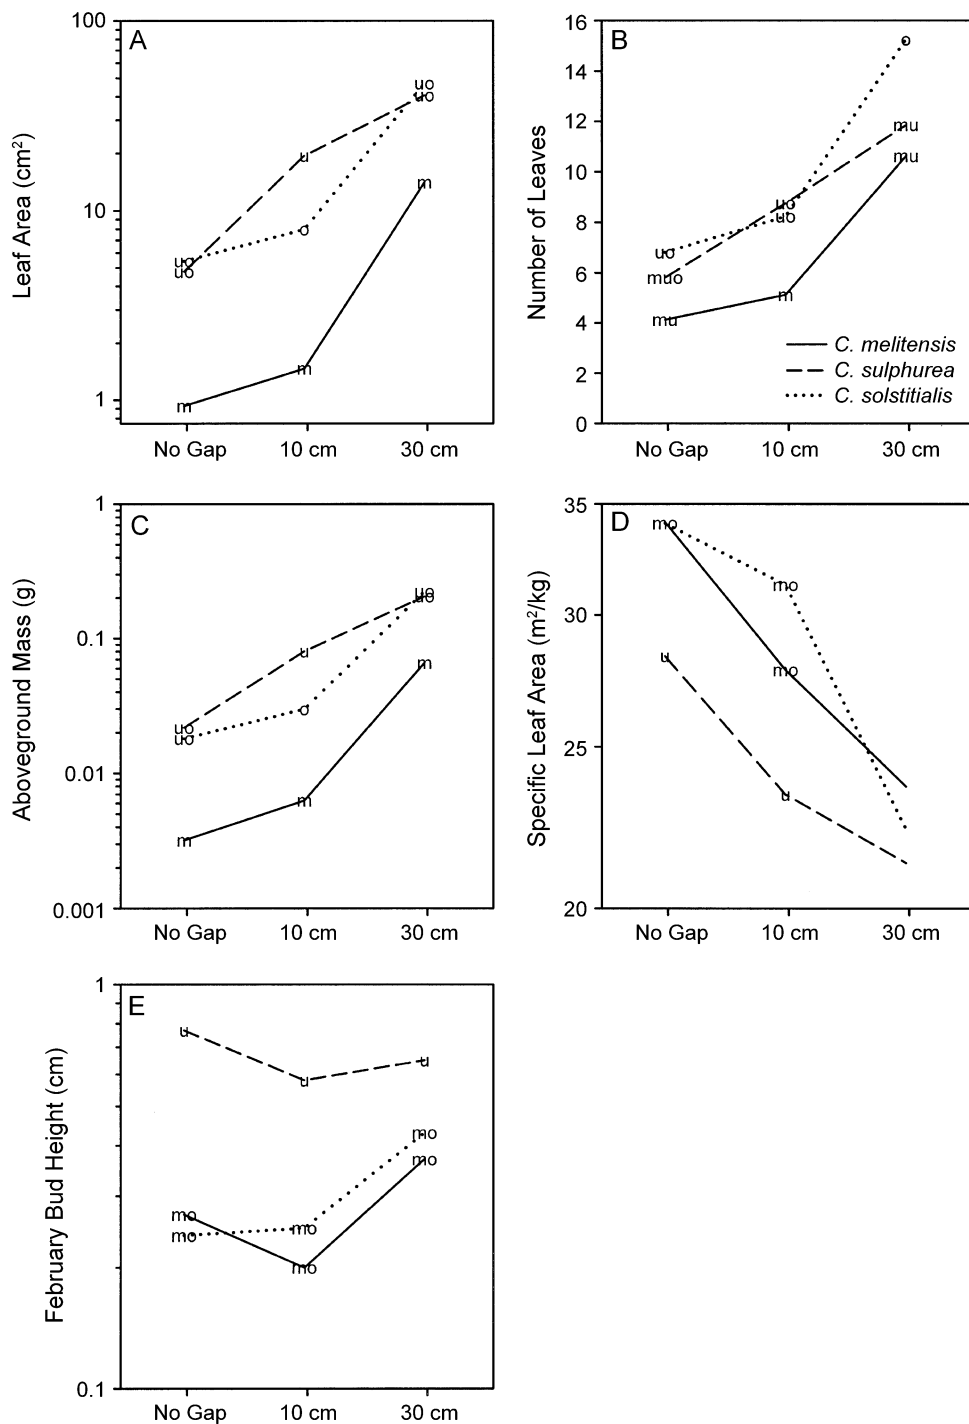 A
Leaf Area (cm²)
100
10
1
uo
uo
u
uo
o
uo
m
m
m
No Gap 10 cm 30 cm
B
Number of Leaves
16
14
12
10
8
6
4
2
0
o
mu
mu
uo
uo
uo
muo
m
mu
C. melitensis
C. sulphurea
C. solstitialis
No Gap 10 cm 30 cm
C
Aboveground Mass (g)
1
0.1
0.01
0.001
uo
uo
u
m
uo
uo
o
m
m
No Gap 10 cm 30 cm
D
Specific Leaf Area (m²/kg)
35
30
25
20
mo
mo
u
mo
u
No Gap 10 cm 30 cm
E
February Bud Height (cm)
1
0.1
u
u
u
mo
mo
mo
mo
mo
mo
No Gap 10 cm 30 cm